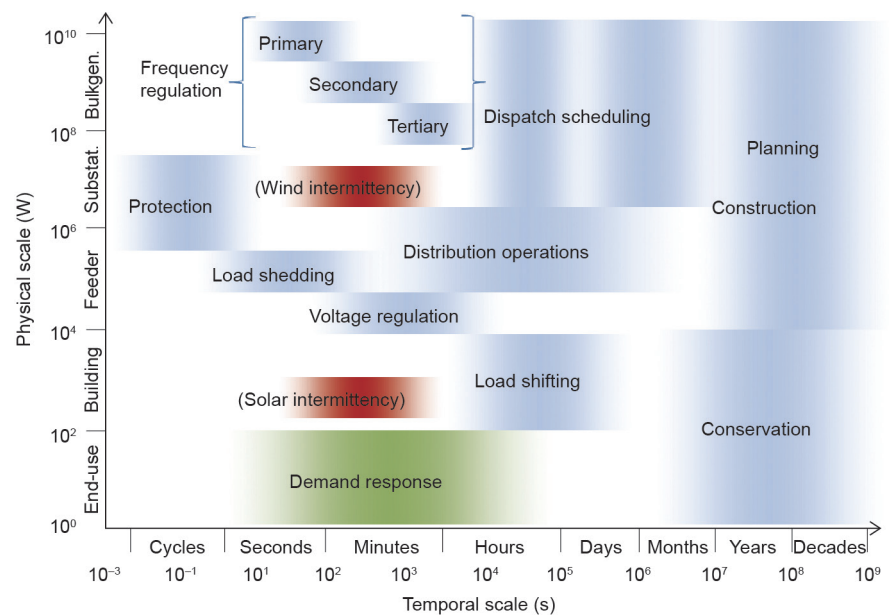 10¹⁰
Bulkgen.
10⁸
Substat.
10⁶
Feeder
10⁴
Building
10²
End-use
10⁰
Physical scale (W)
Frequency
regulation
Primary
Secondary
Tertiary
Dispatch scheduling
Planning
Construction
Protection
(Wind intermittency)
Distribution operations
Load shedding
Voltage regulation
Load shifting
(Solar intermittency)
Conservation
Demand response
Cycles
Seconds
Minutes
Hours
Days
Months
Years
Decades
10⁻³ 10⁻¹ 10¹ 10² 10³ 10⁴ 10⁵ 10⁶ 10⁷ 10⁸ 10⁹
Temporal scale (s)